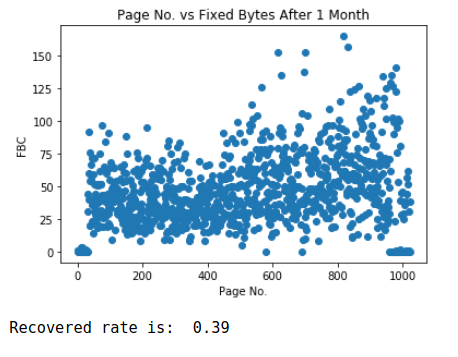 Page No. vs Fixed Bytes After 1 Month
150
125
100
75
50
25
0
FBC
0 200 400 600 800 1000
Page No.
Recovered rate is:  0.39